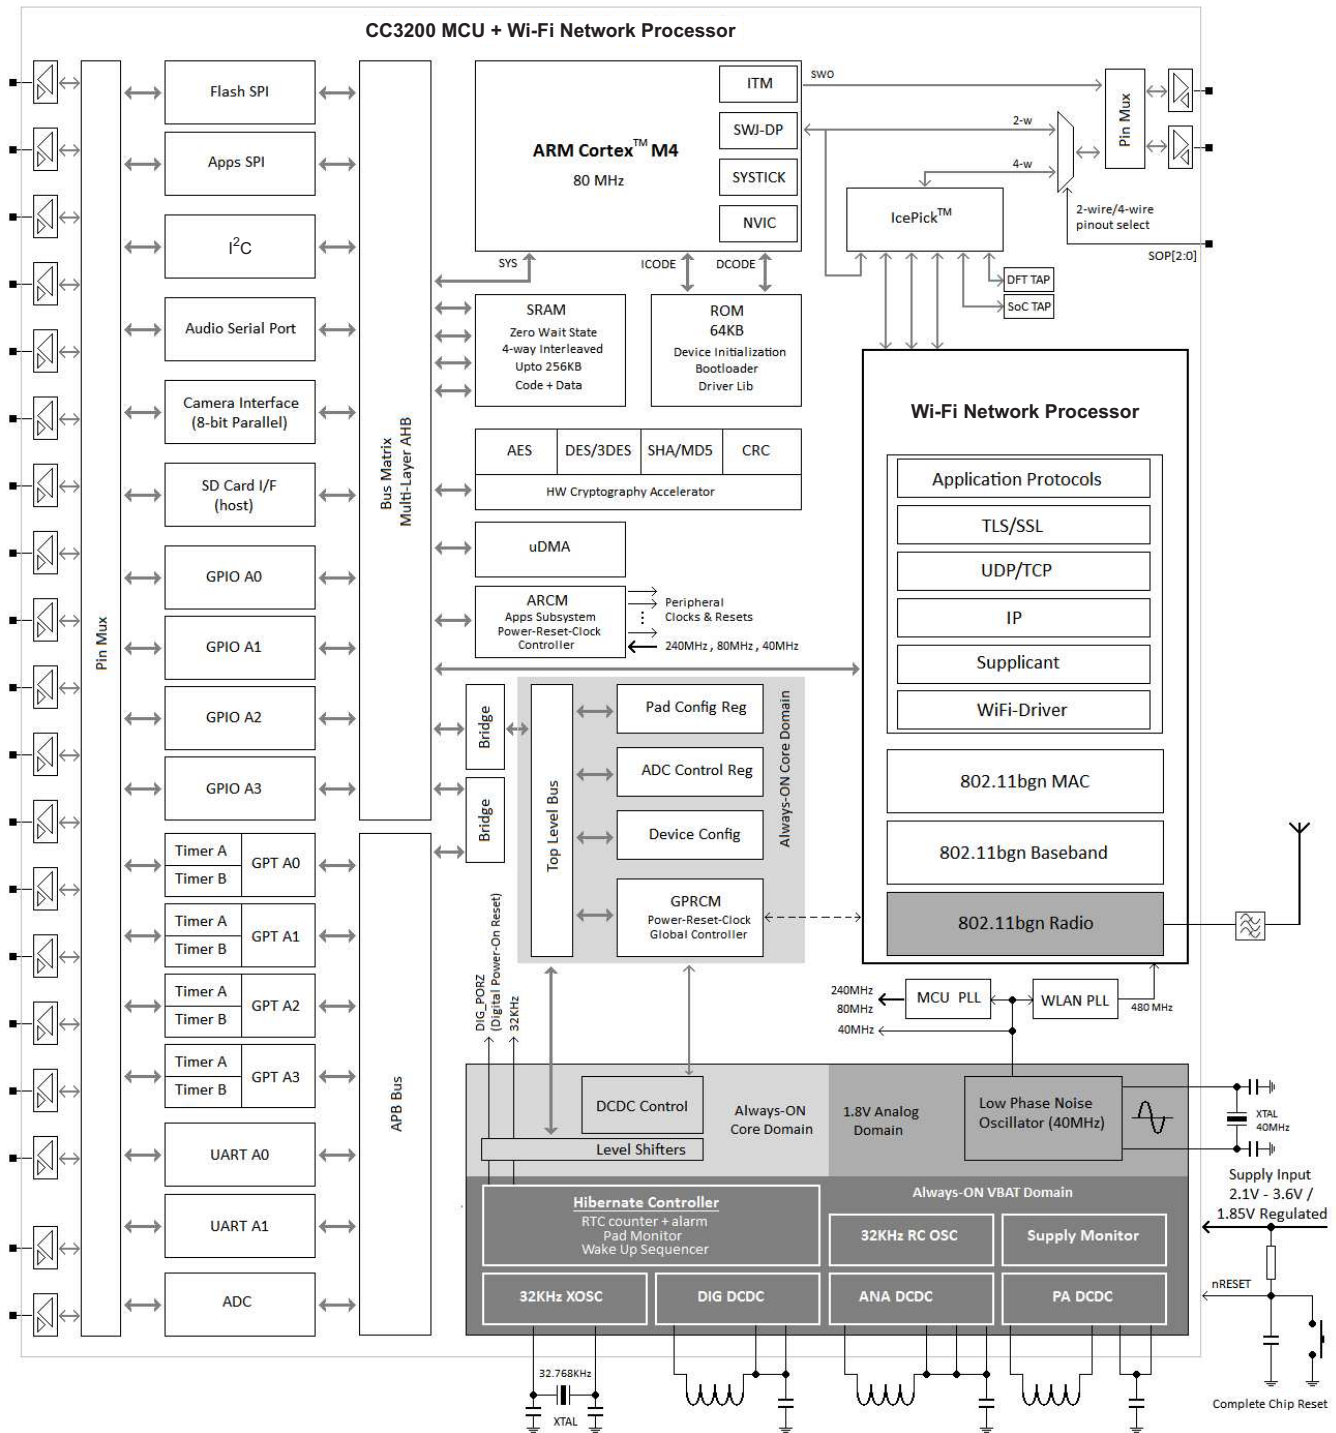 CC3200 MCU + Wi-Fi Network Processor
Pin Mux
Flash SPI
Apps SPI
I2C
Audio Serial Port
Camera Interface
(8-bit Parallel)
SD Card I/F
(host)
GPIO A0
GPIO A1
GPIO A2
GPIO A3
Timer A
Timer B
GPT A0
Timer A
Timer B
GPT A1
Timer A
Timer B
GPT A2
Timer A
Timer B
GPT A3
UART A0
UART A1
ADC
Bus Matrix
Multi-Layer AHB
APB Bus
ARM Cortex™ M4
80 MHz
ITM
SWJ-DP
SYSTICK
NVIC
SWO
2-w
4-w
Pin Mux
IcePick™
2-wire/4-wire
pinout select
SOP[2:0]
DFT TAP
SoC TAP
SYS
ICODE
DCODE
SRAM
Zero Wait State
4-way Interleaved
Upto 256KB
Code + Data
ROM
64KB
Device Initialization
Bootloader
Driver Lib
AES
DES/3DES
SHA/MD5
CRC
HW Cryptography Accelerator
uDMA
ARCM
Apps Subsystem
Power-Reset-Clock
Controller
Peripheral
Clocks & Resets
240MHz , 80MHz , 40MHz
Wi-Fi Network Processor
Application Protocols
TLS/SSL
UDP/TCP
IP
Supplicant
WiFi-Driver
802.11bgn MAC
802.11bgn Baseband
802.11bgn Radio
Bridge
Bridge
Top Level Bus
Pad Config Reg
ADC Control Reg
Device Config
GPRCM
Power-Reset-Clock
Global Controller
Always-ON Core Domain
DIG_PORZ
(Digital Power-On Reset)
32KHz
240MHz
80MHz
40MHz
MCU PLL
WLAN PLL
480 MHz
DCDC Control
Level Shifters
Always-ON
Core Domain
1.8V Analog
Domain
Low Phase Noise
Oscillator (40MHz)
XTAL
40MHz
Supply Input
2.1V - 3.6V /
1.85V Regulated
Hibernate Controller
RTC counter + alarm
Pad Monitor
Wake Up Sequencer
Always-ON VBAT Domain
32KHz RC OSC
Supply Monitor
32KHz XOSC
DIG DCDC
ANA DCDC
PA DCDC
nRESET
32.768KHz
XTAL
Complete Chip Reset